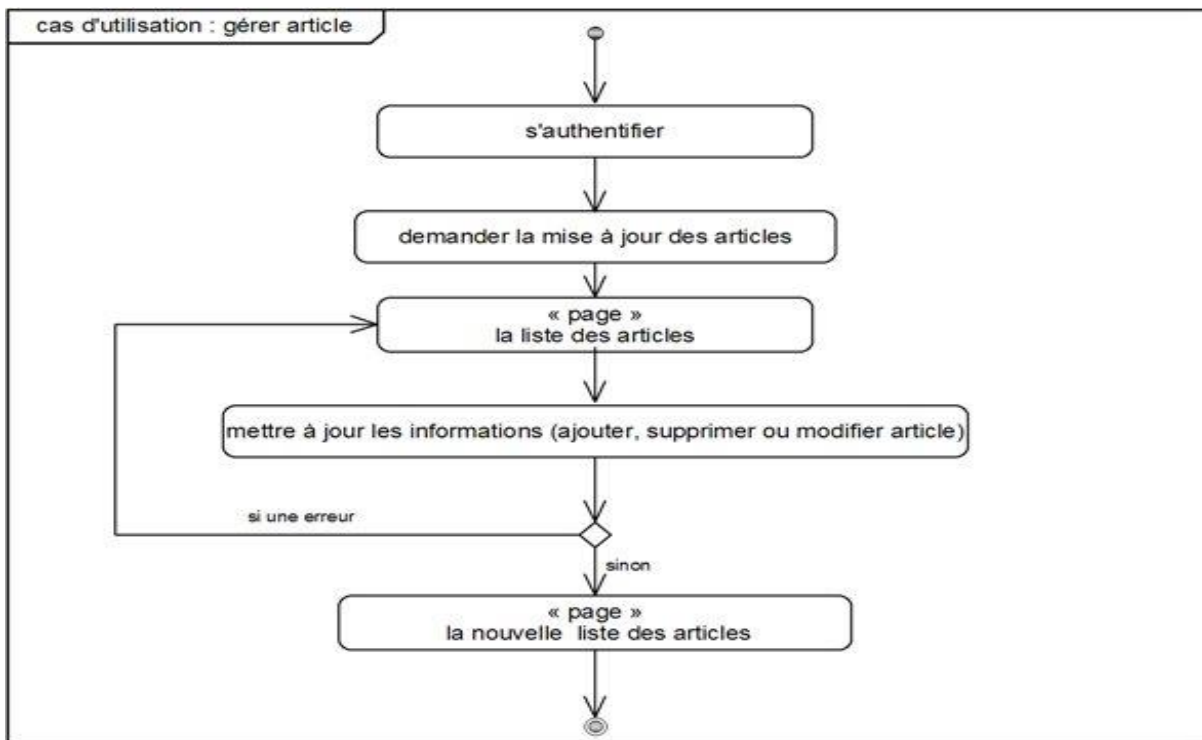 cas d'utilisation : gérer article
s'authentifier
demander la mise à jour des articles
« page »
la liste des articles
mettre à jour les informations (ajouter, supprimer ou modifier article)
si une erreur
sinon
« page »
la nouvelle liste des articles